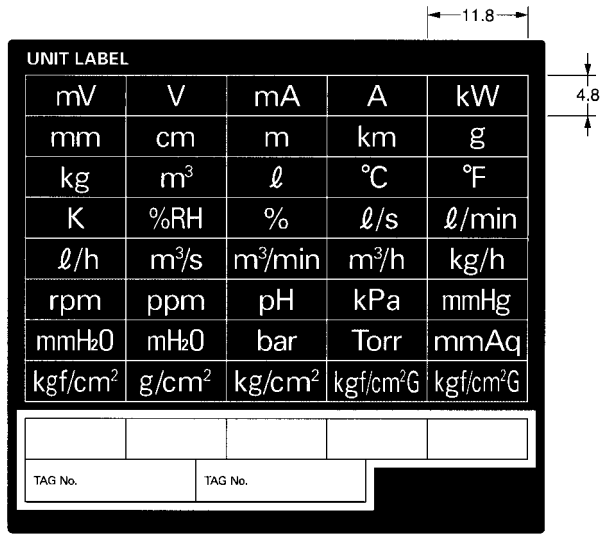 11.8
UNIT LABEL
4.8
mV V mA A kW
mm cm m km g
kg m³ ℓ °C °F
K %RH % ℓ/s ℓ/min
ℓ/h m³/s m³/min m³/h kg/h
rpm ppm pH kPa mmHg
mmH₂O mH₂O bar Torr mmAq
kgf/cm² g/cm² kg/cm² kgf/cm²G kgf/cm²G
TAG No. TAG No.